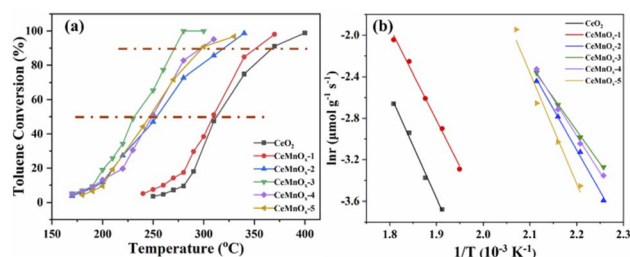 (a)
Toluene Conversion (%)
100
80
60
40
20
0
150 200 250 300 350 400
Temperature (°C)
CeO₂
CeMnOₓ-1
CeMnOₓ-2
CeMnOₓ-3
CeMnOₓ-4
CeMnOₓ-5
(b)
lnr (μmol g⁻¹ s⁻¹)
-2.0
-2.4
-2.8
-3.2
-3.6
1.8 1.9 2.0 2.1 2.2 2.3
1/T (10⁻³ K⁻¹)
CeO₂
CeMnOₓ-1
CeMnOₓ-2
CeMnOₓ-3
CeMnOₓ-4
CeMnOₓ-5